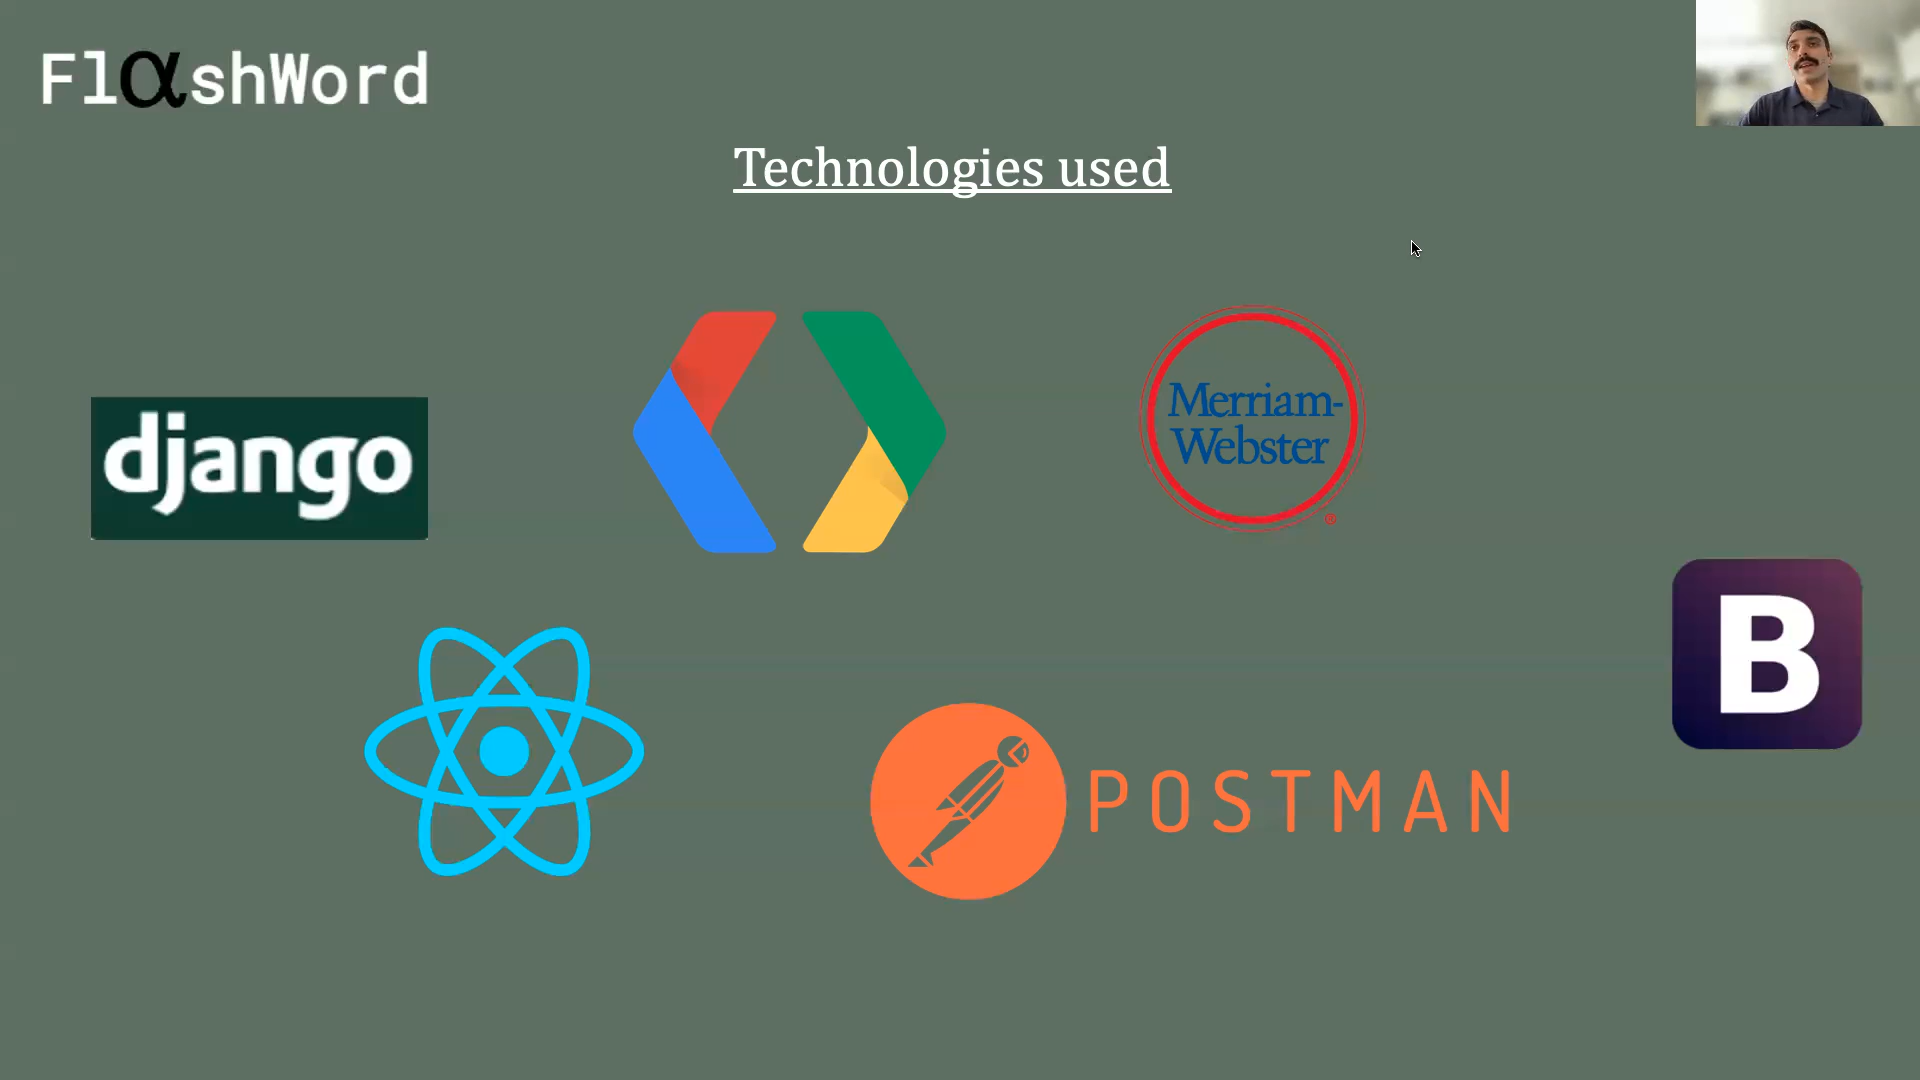 FlαshWord
Technologies used
django
Merriam-
Webster
®
B
POSTMAN